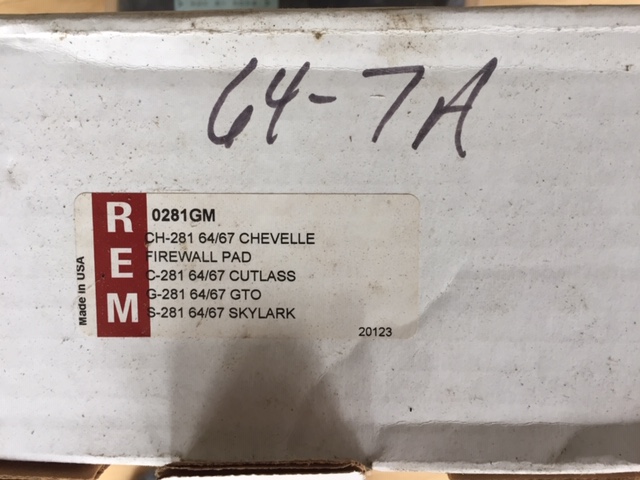 64-7A
REM
0281GM
CH-281 64/67 CHEVELLE
FIREWALL PAD
C-281 64/67 CUTLASS
G-281 64/67 GTO
S-281 64/67 SKYLARK
Made in USA
20123